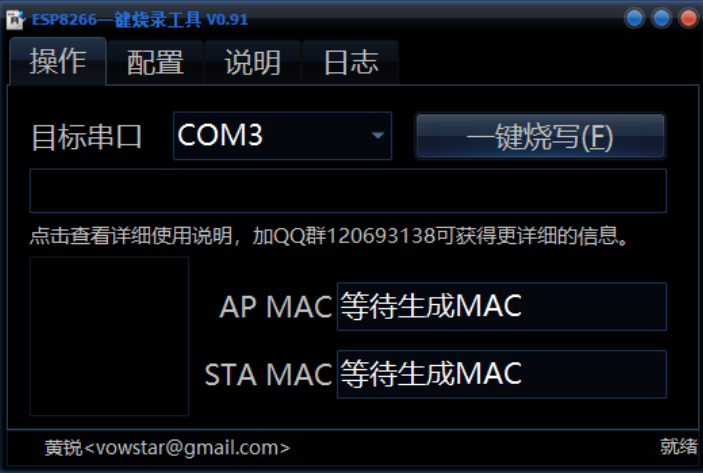 ESP8266一键烧录工具 V0.91
操作 配置 说明 日志
目标串口 COM3 一键烧写(F)
点击查看详细使用说明，加QQ群120693138可获得更详细的信息。
AP MAC 等待生成MAC
STA MAC 等待生成MAC
黄锐<vowstar@gmail.com> 就绪